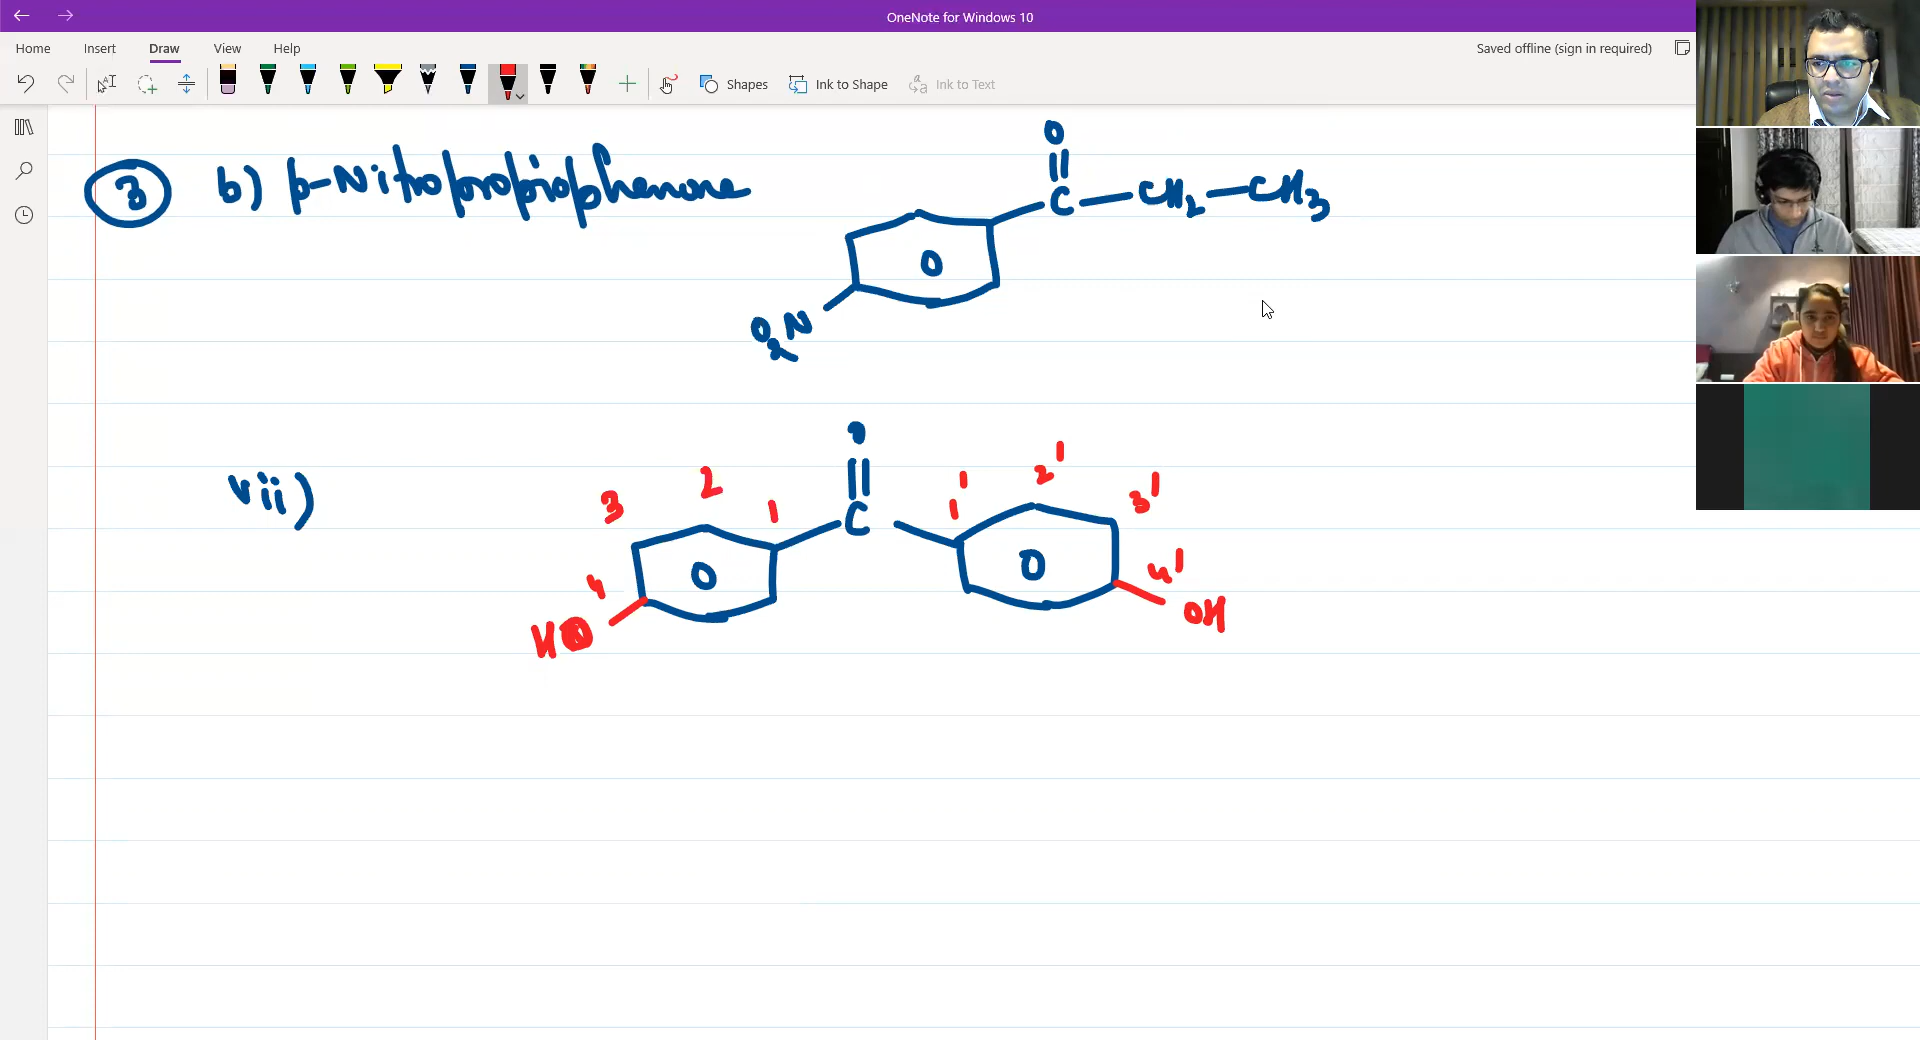 OneNote for Windows 10
Home Insert Draw View Help Saved offline (sign in required)
Shapes Ink to Shape Ink to Text
3 b) p-Nitropropiophenone
O
C CH2 CH3
O
O2N
vii)
O
C
3 2 1 1' 2' 3'
O O
4 4'
HO OH